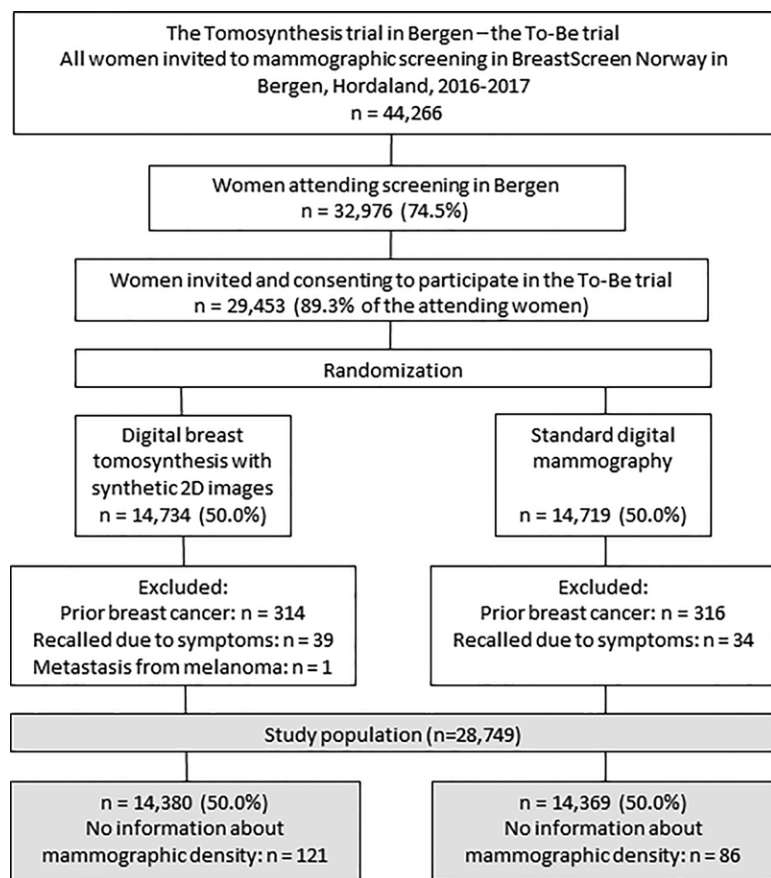 The Tomosynthesis trial in Bergen – the To-Be trial
All women invited to mammographic screening in BreastScreen Norway in
Bergen, Hordaland, 2016-2017
n = 44,266
Women attending screening in Bergen
n = 32,976 (74.5%)
Women invited and consenting to participate in the To-Be trial
n = 29,453 (89.3% of the attending women)
Randomization
Digital breast
tomosynthesis with
synthetic 2D images
n = 14,734 (50.0%)
Standard digital
mammography
n = 14,719 (50.0%)
Excluded:
Prior breast cancer: n = 314
Recalled due to symptoms: n = 39
Metastasis from melanoma: n = 1
Excluded:
Prior breast cancer: n = 316
Recalled due to symptoms: n = 34
Study population (n=28,749)
n = 14,380 (50.0%)
No information about
mammographic density: n = 121
n = 14,369 (50.0%)
No information about
mammographic density: n = 86